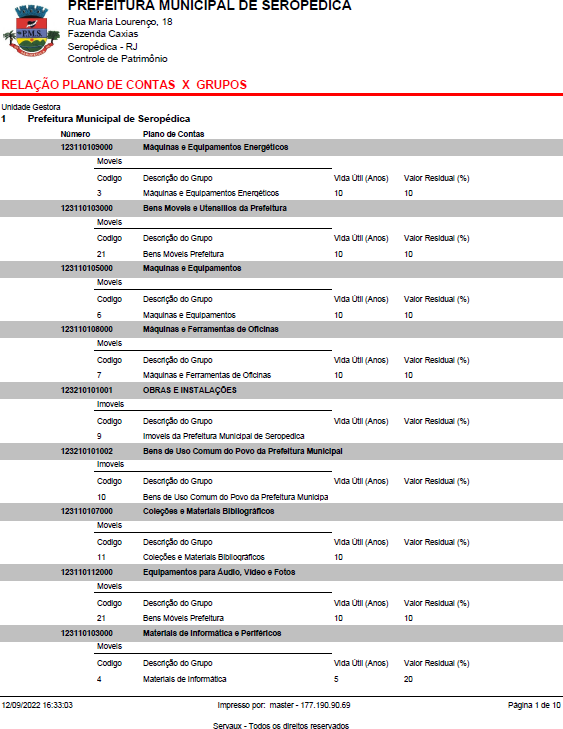 PREFEITURA MUNICIPAL DE SEROPÉDICA
Rua Maria Lourenço, 18
Fazenda Caxias
Seropédica - RJ
Controle de Patrimônio
P.M.S.
RELAÇÃO PLANO DE CONTAS X GRUPOS
Unidade Gestora
1 Prefeitura Municipal de Seropédica
Número Plano de Contas
123110109000 Máquinas e Equipamentos Energéticos
Moveis
Codigo Descrição do Grupo Vida Útil (Anos) Valor Residual (%)
3 Máquinas e Equipamentos Energéticos 10 10
123110103000 Bens Moveis e Utensilios da Prefeitura
Moveis
Codigo Descrição do Grupo Vida Útil (Anos) Valor Residual (%)
21 Bens Móveis Prefeitura 10 10
123110105000 Maquinas e Equipamentos
Moveis
Codigo Descrição do Grupo Vida Útil (Anos) Valor Residual (%)
6 Maquinas e Equipamentos 10 10
123110108000 Máquinas e Ferramentas de Oficinas
Moveis
Codigo Descrição do Grupo Vida Útil (Anos) Valor Residual (%)
7 Máquinas e Ferramentas de Oficinas 10 10
123210101001 OBRAS E INSTALAÇÕES
Imoveis
Codigo Descrição do Grupo Vida Útil (Anos) Valor Residual (%)
9 Imoveis da Prefeitura Municipal de Seropedica
123210101002 Bens de Uso Comum do Povo da Prefeitura Municipal
Imoveis
Codigo Descrição do Grupo Vida Útil (Anos) Valor Residual (%)
10 Bens de Uso Comum do Povo da Prefeitura Municipa
123110107000 Coleções e Materiais Bibliográficos
Moveis
Codigo Descrição do Grupo Vida Útil (Anos) Valor Residual (%)
11 Coleções e Materiais Bibliográficos 10
123110112000 Equipamentos para Áudio, Vídeo e Fotos
Moveis
Codigo Descrição do Grupo Vida Útil (Anos) Valor Residual (%)
21 Bens Móveis Prefeitura 10 10
123110103000 Materiais de Informática e Periféricos
Moveis
Codigo Descrição do Grupo Vida Útil (Anos) Valor Residual (%)
4 Materiais de Informática 5 20
12/09/2022 16:33:03 Impresso por: master - 177.190.90.69 Página 1 de 10
Servaux - Todos os direitos reservados